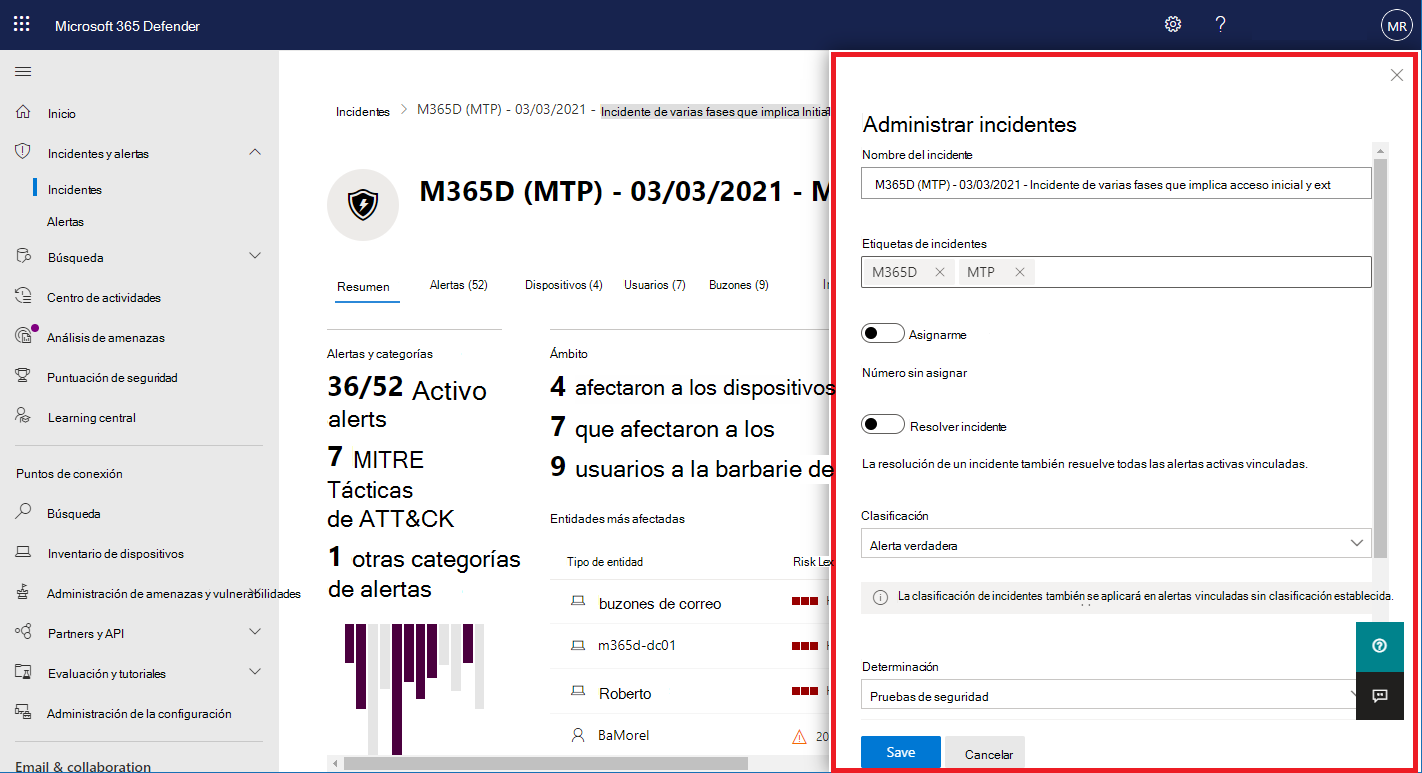 Microsoft 365 Defender
MR
Inicio
Incidentes y alertas
Incidentes
Alertas
Búsqueda
Centro de actividades
Análisis de amenazas
Puntuación de seguridad
Learning central
Puntos de conexión
Búsqueda
Inventario de dispositivos
Administración de amenazas y vulnerabilidades
Partners y API
Evaluación y tutoriales
Administración de la configuración
Email & collaboration
Incidentes > M365D (MTP) - 03/03/2021 - Incidente de varias fases que implica Initial
M365D (MTP) - 03/03/2021 - M
Resumen
Alertas (52)
Dispositivos (4)
Usuarios (7)
Buzones (9)
Alertas y categorías
36/52 Activo
alerts
7 MITRE
Tácticas
de ATT&CK
1 otras categorías
de alertas
Ámbito
4 afectaron a los dispositivos
7 que afectaron a los
9 usuarios a la barbarie de
Entidades más afectadas
Tipo de entidad
Risk
buzones de correo
m365d-dc01
Roberto
BaMorel
20
Administrar incidentes
Nombre del incidente
M365D (MTP) - 03/03/2021 - Incidente de varias fases que implica acceso inicial y ext
Etiquetas de incidentes
M365D
MTP
Asignarme
Número sin asignar
Resolver incidente
La resolución de un incidente también resuelve todas las alertas activas vinculadas.
Clasificación
Alerta verdadera
La clasificación de incidentes también se aplicará en alertas vinculadas sin clasificación establecida.
Determinación
Pruebas de seguridad
Save
Cancelar